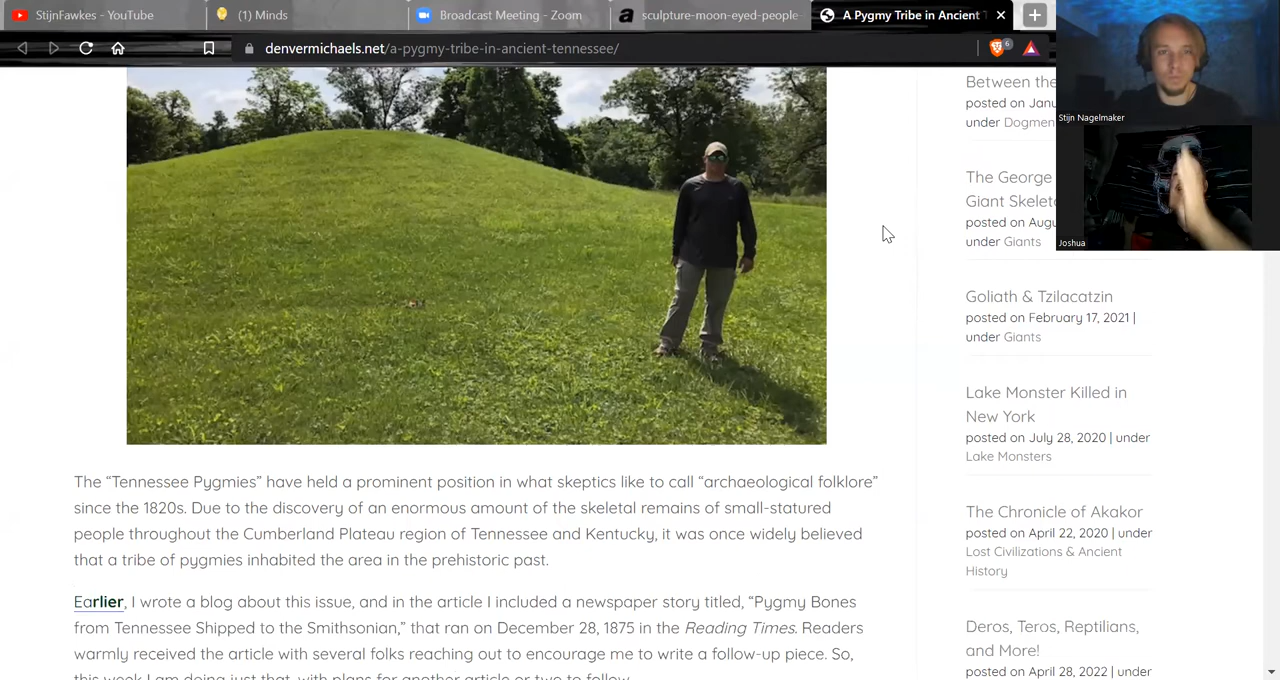 StijnFawkes - YouTube
(1) Minds
Broadcast Meeting - Zoom
sculpture-moon-eyed-people
A Pygmy Tribe in Ancient T
denvermichaels.net/a-pygmy-tribe-in-ancient-tennessee/
6
Stijn Nagelmaker
Joshua
The “Tennessee Pygmies” have held a prominent position in what skeptics like to call “archaeological folklore”
since the 1820s. Due to the discovery of an enormous amount of the skeletal remains of small-statured
people throughout the Cumberland Plateau region of Tennessee and Kentucky, it was once widely believed
that a tribe of pygmies inhabited the area in the prehistoric past.
Earlier, I wrote a blog about this issue, and in the article I included a newspaper story titled, “Pygmy Bones
from Tennessee Shipped to the Smithsonian,” that ran on December 28, 1875 in the Reading Times. Readers
warmly received the article with several folks reaching out to encourage me to write a follow-up piece. So,
this week I am doing just that, with plans for another article or two to follow.
Between the
posted on Janu
under Dogmen
The George
Giant Skelet
posted on Augu
under Giants
Goliath & Tzilacatzin
posted on February 17, 2021 |
under Giants
Lake Monster Killed in
New York
posted on July 28, 2020 | under
Lake Monsters
The Chronicle of Akakor
posted on April 22, 2020 | under
Lost Civilizations & Ancient
History
Deros, Teros, Reptilians,
and More!
posted on April 28, 2022 | under